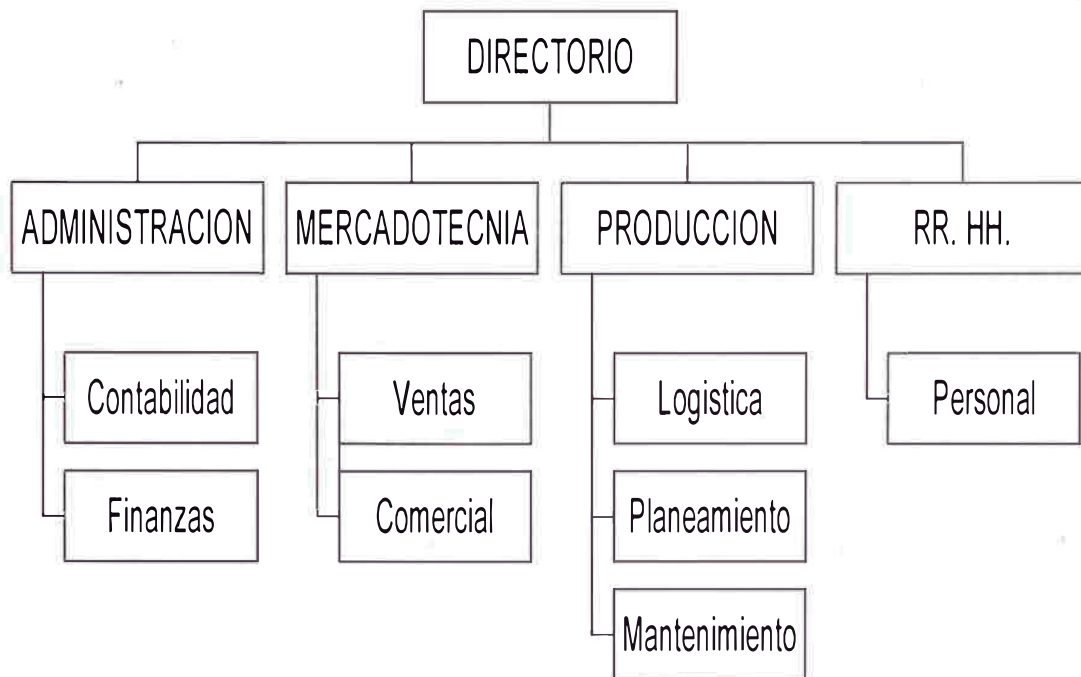 DIRECTORIO
ADMINISTRACION
MERCADOTECNIA
PRODUCCION
RR. HH.
Contabilidad
Ventas
Logistica
Personal
Finanzas
Comercial
Planeamiento
Mantenimiento